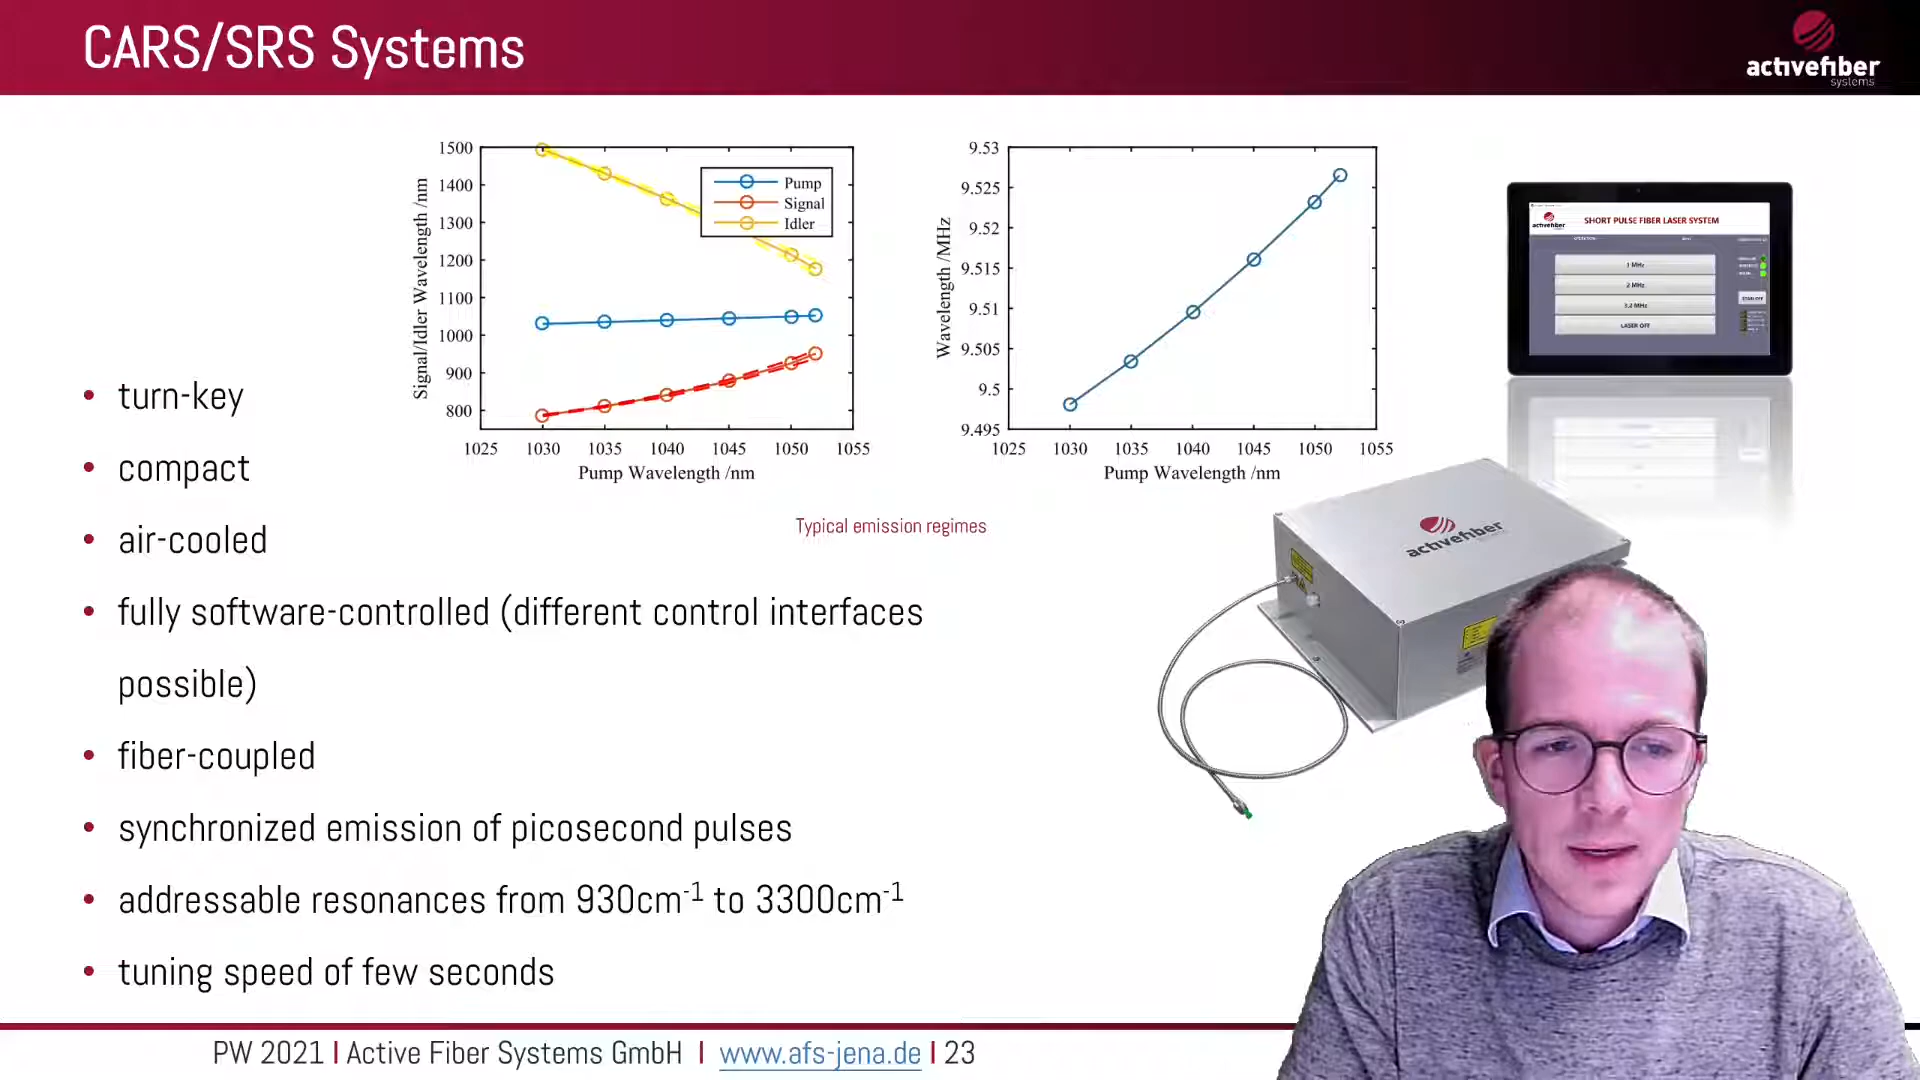 CARS/SRS Systems
activefiber
systems
1500
1400
1300
1200
1100
1000
900
800
Signal/Idler Wavelength /nm
Pump
Signal
Idler
1025 1030 1035 1040 1045 1050 1055
Pump Wavelength /nm
9.53
9.525
9.52
9.515
9.51
9.505
9.5
9.495
Wavelength /MHz
1025 1030 1035 1040 1045 1050 1055
Pump Wavelength /nm
Typical emission regimes
activefiber
SHORT PULSE FIBER LASER SYSTEM
1 MHz
2 MHz
3.2 MHz
LASER OFF
activefiber
• turn-key
• compact
• air-cooled
• fully software-controlled (different control interfaces
possible)
• fiber-coupled
• synchronized emission of picosecond pulses
• addressable resonances from 930cm⁻¹ to 3300cm⁻¹
• tuning speed of few seconds
PW 2021 I Active Fiber Systems GmbH I www.afs-jena.de I 23